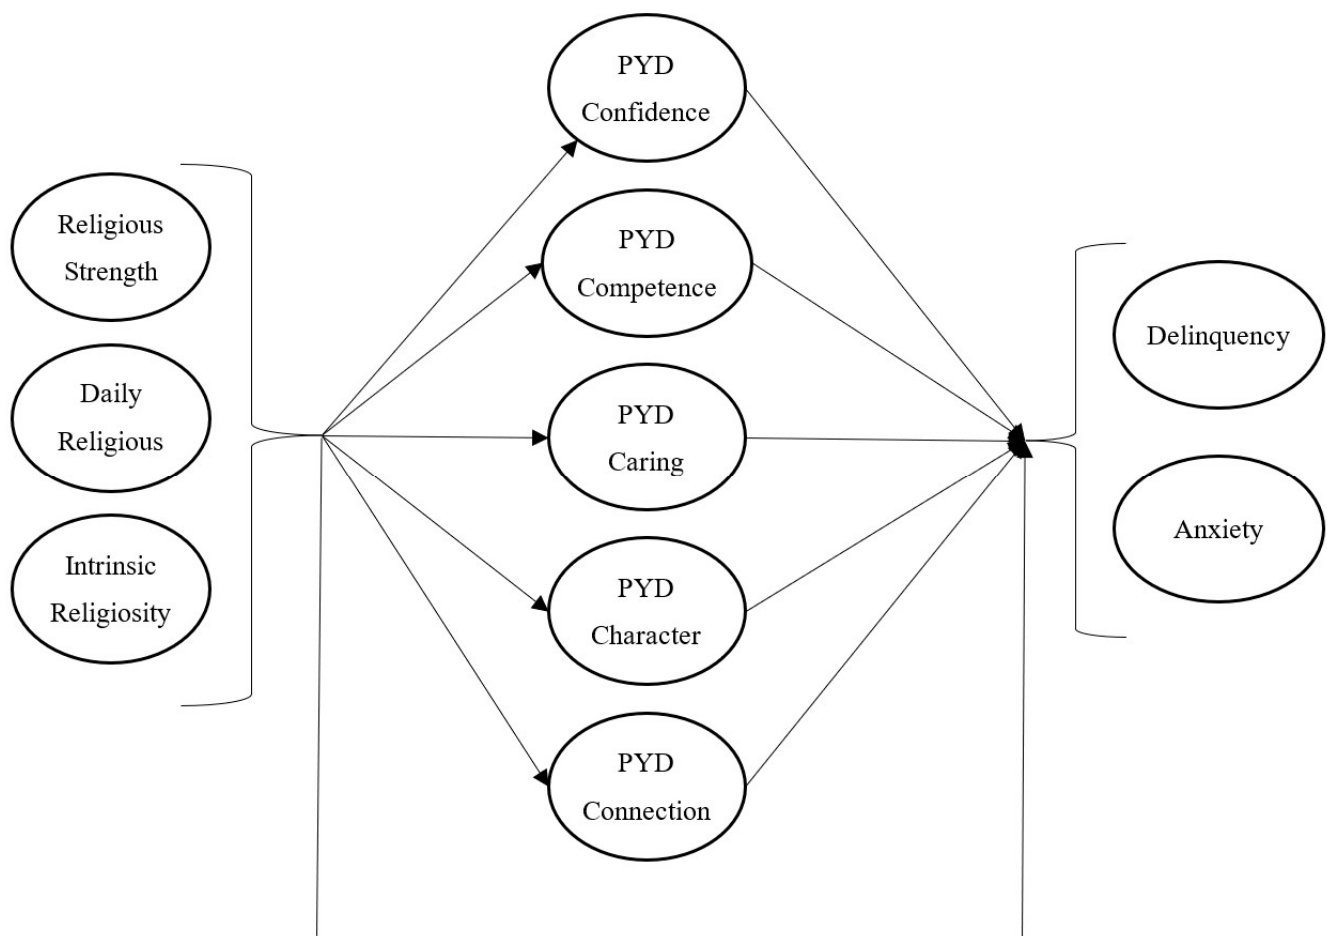 PYD
Confidence
PYD
Competence
PYD
Caring
PYD
Character
PYD
Connection
Religious
Strength
Daily
Religious
Intrinsic
Religiosity
Delinquency
Anxiety